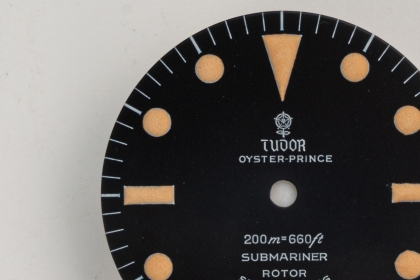 TUDOR
OYSTER-PRINCE
200m=660ft
SUBMARINER
ROTOR